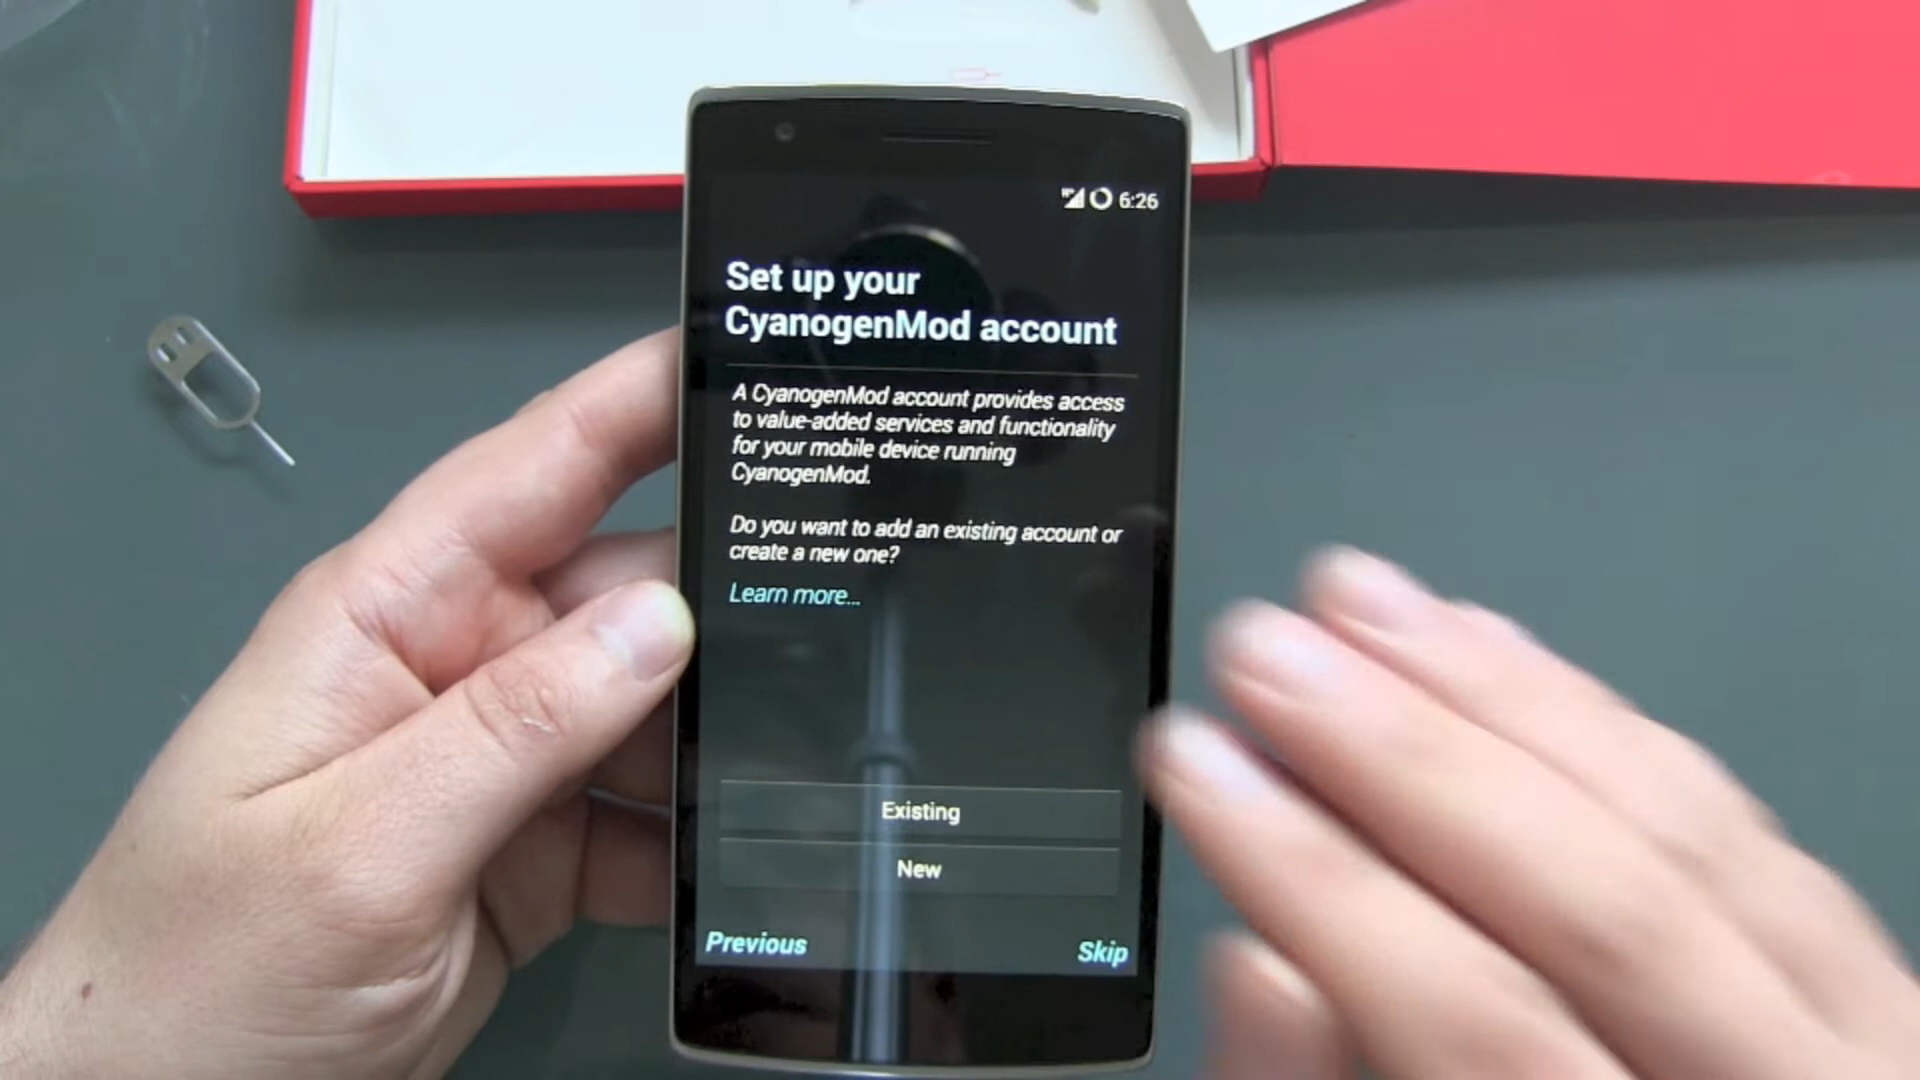 6:26
Set up your
CyanogenMod account
A CyanogenMod account provides access
to value-added services and functionality
for your mobile device running
CyanogenMod.
Do you want to add an existing account or
create a new one?
Learn more...
Existing
New
Previous Skip